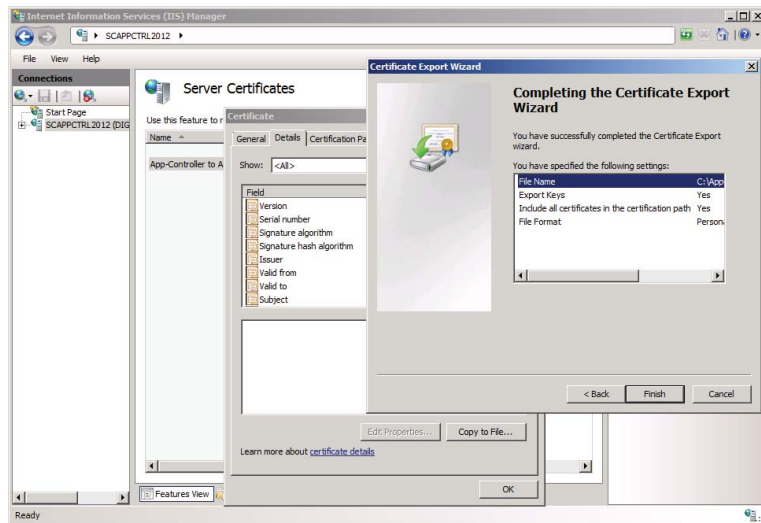 Internet Information Services (IIS) Manager
SCAPPCTRL2012
File View Help
Connections
Start Page
SCAPPCTRL2012 (DIG
Server Certificates
Use this feature to r
Name
App-Controller to A
Certificate
General Details Certification Pa
Show: <All>
Field
Version
Serial number
Signature algorithm
Signature hash algorithm
Issuer
Valid from
Valid to
Subject
Edit Properties... Copy to File...
Learn more about certificate details
OK
Certificate Export Wizard
Completing the Certificate Export
Wizard
You have successfully completed the Certificate Export
wizard.
You have specified the following settings:
File Name C:\App
Export Keys Yes
Include all certificates in the certification path Yes
File Format Person
< Back Finish Cancel
Features View
Ready